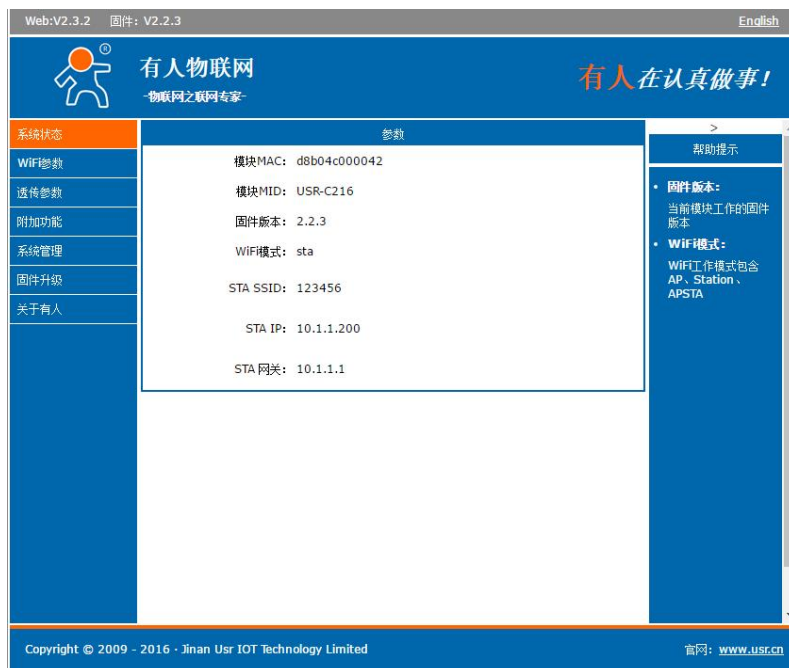 Web:V2.3.2 固件: V2.2.3 English
®
有人物联网
-物联网之联网专家-
有人在认真做事!
系统状态
WiFi参数
透传参数
附加功能
系统管理
固件升级
关于有人
参数
模块MAC: d8b04c000042
模块MID: USR-C216
固件版本: 2.2.3
WiFi模式: sta
STA SSID: 123456
STA IP: 10.1.1.200
STA 网关: 10.1.1.1
>
帮助提示
• 固件版本:
当前模块工作的固件
版本
• WiFi模式:
WiFi工作模式包含
AP、Station、
APSTA
Copyright © 2009 - 2016 · Jinan Usr IOT Technology Limited 官网: www.usr.cn